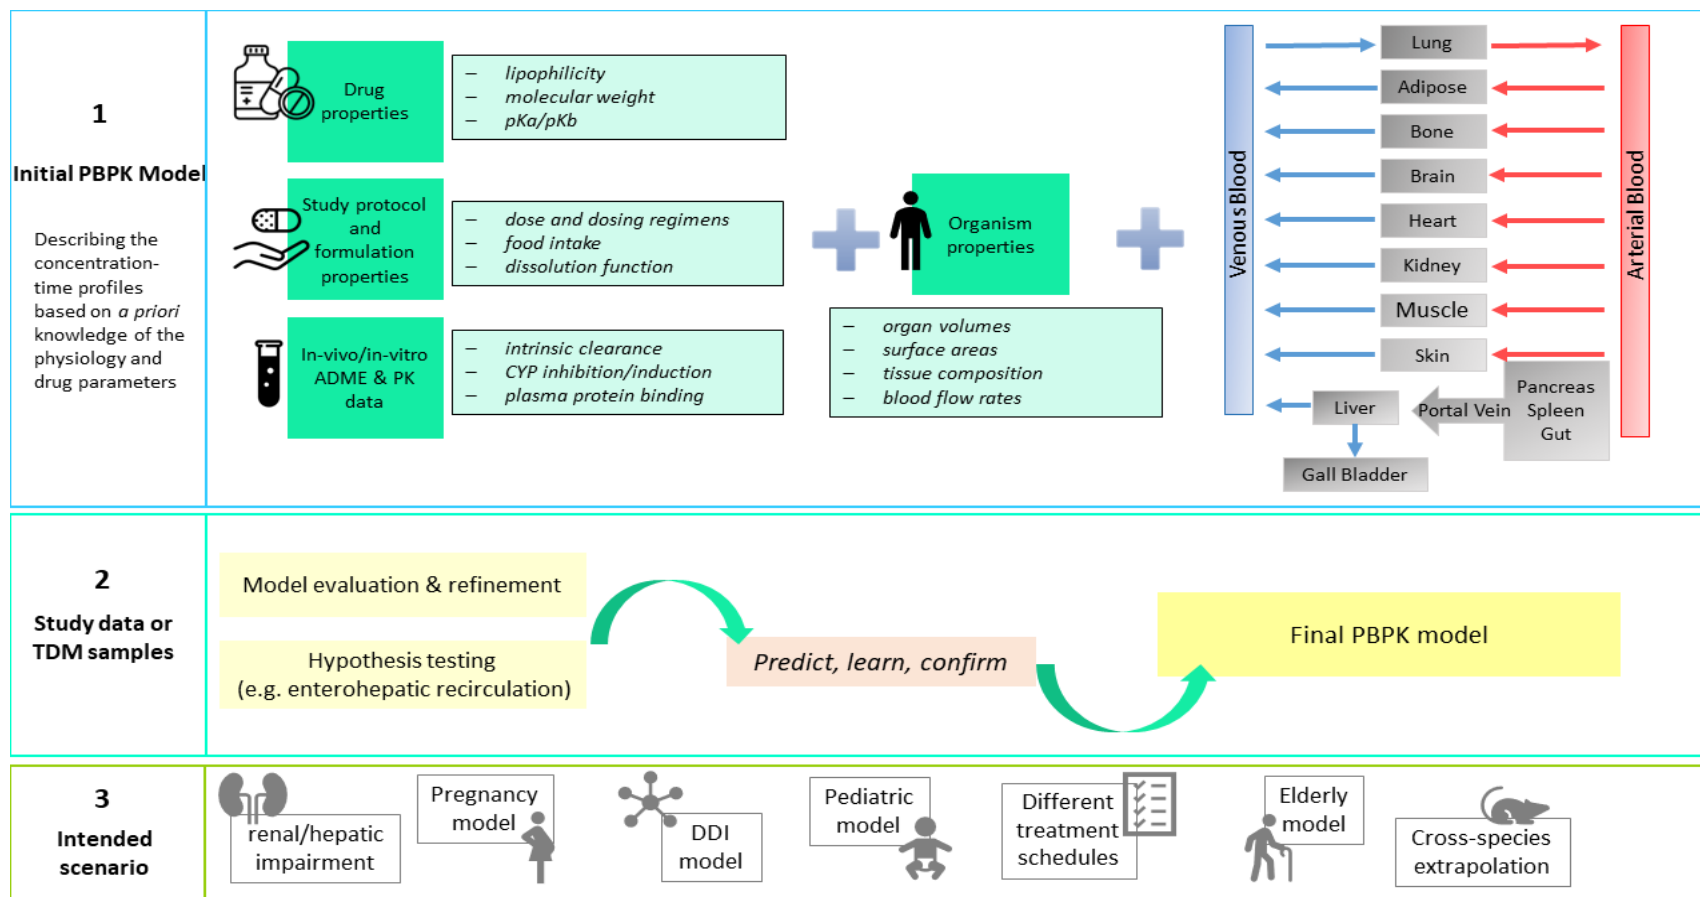 1
Initial PBPK Model
Describing the
concentration-
time profiles
based on a priori
knowledge of the
physiology and
drug parameters
Drug
properties
– lipophilicity
– molecular weight
– pKa/pKb
Study protocol
and
formulation
properties
– dose and dosing regimens
– food intake
– dissolution function
In-vivo/in-vitro
ADME & PK
data
– intrinsic clearance
– CYP inhibition/induction
– plasma protein binding
Organism
properties
– organ volumes
– surface areas
– tissue composition
– blood flow rates
Venous Blood
Lung
Adipose
Bone
Brain
Heart
Kidney
Muscle
Skin
Liver
Portal Vein
Pancreas
Spleen
Gut
Gall Bladder
Arterial Blood
2
Study data or
TDM samples
Model evaluation & refinement
Hypothesis testing
(e.g. enterohepatic recirculation)
Predict, learn, confirm
Final PBPK model
3
Intended
scenario
renal/hepatic
impairment
Pregnancy
model
DDI
model
Pediatric
model
Different
treatment
schedules
Elderly
model
Cross-species
extrapolation